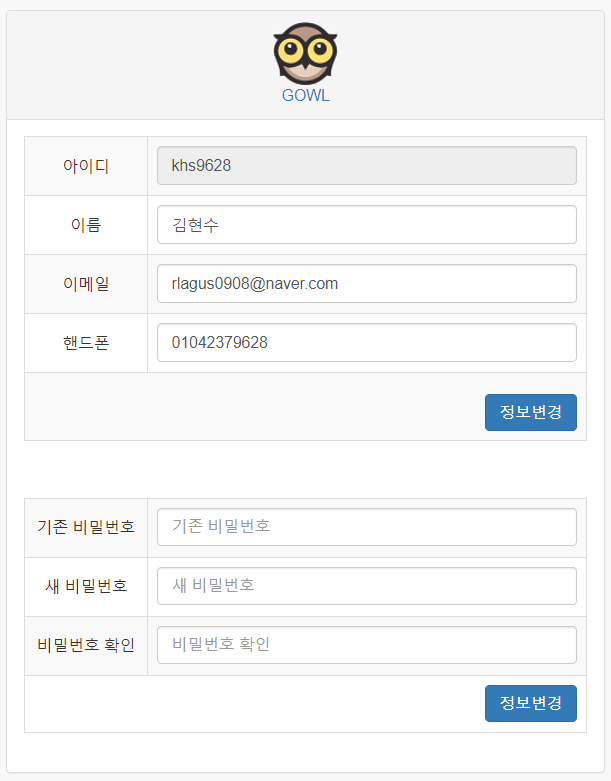 GOWL
아이디 khs9628
이름 김현수
이메일 rlagus0908@naver.com
핸드폰 01042379628
정보변경
기존 비밀번호 기존 비밀번호
새 비밀번호 새 비밀번호
비밀번호 확인 비밀번호 확인
정보변경